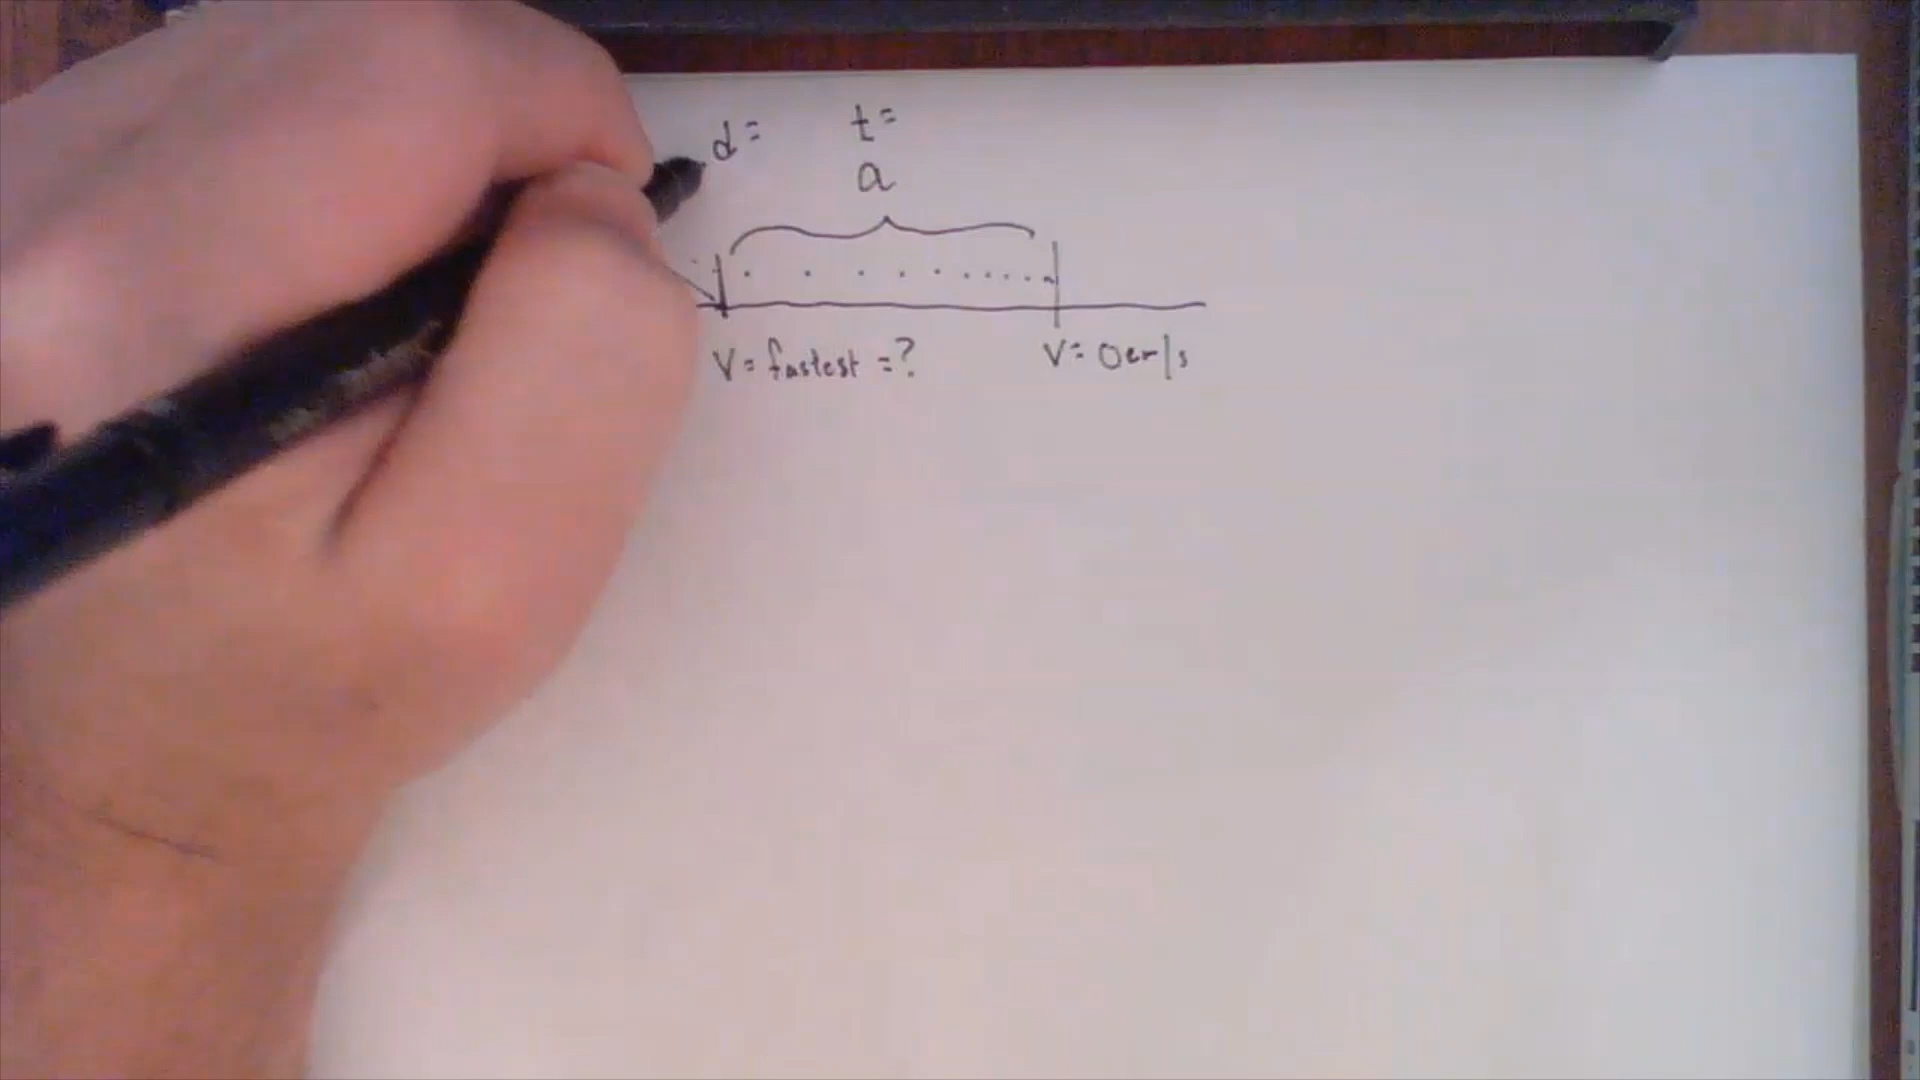 d= t=
a
V= fastest =? V= 0cm/s